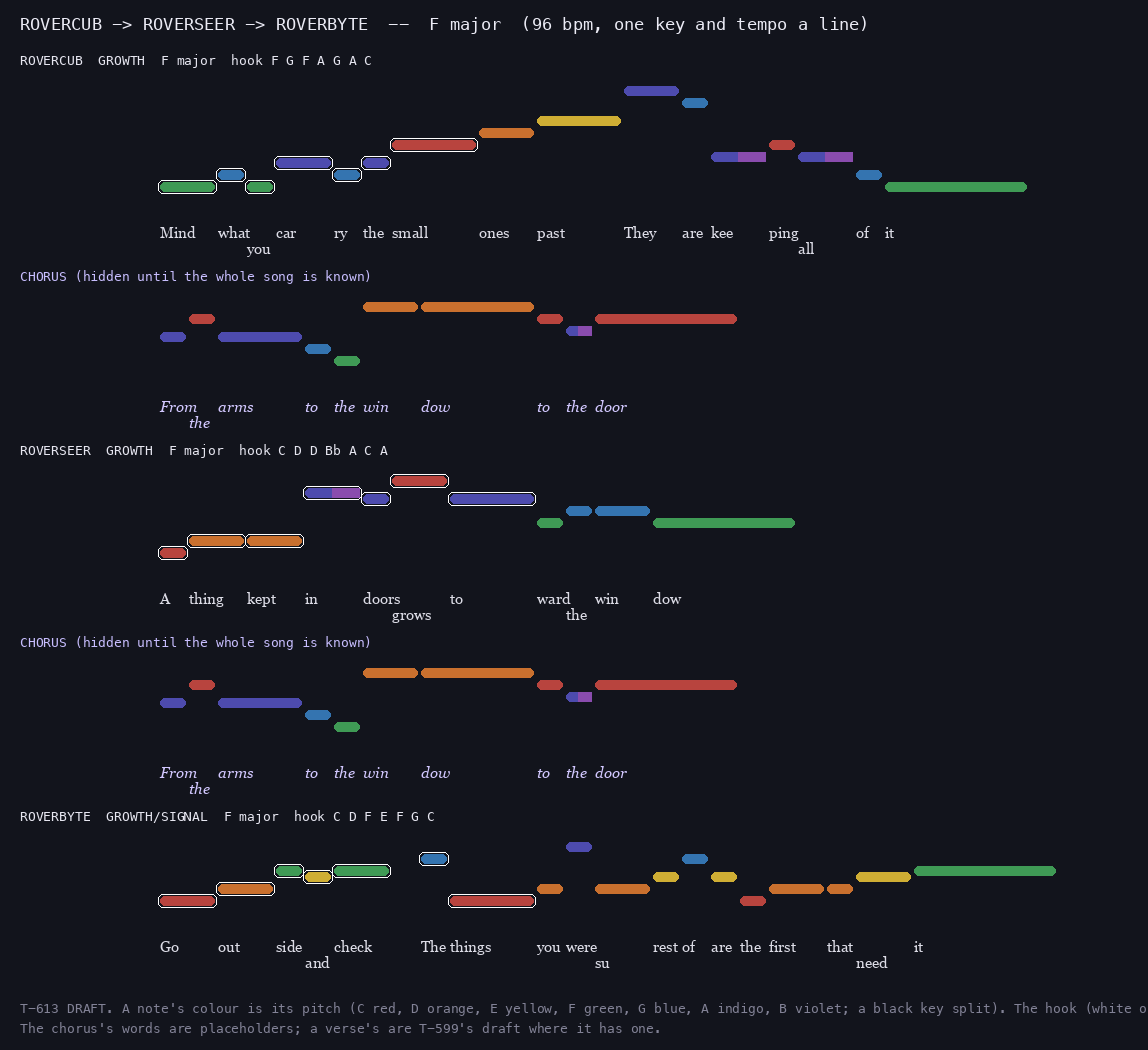 ROVERCUB —> ROVERSEER —> ROVERBYTE —— F major (96 bpm, one key and tempo a line)
ROVERCUB GROWTH F major hook F G F A G A C
Mind what car ry the small ones past They are kee ping of it
you all
CHORUS (hidden until the whole song is known)
From arms to the win dow to the door
the
ROVERSEER GROWTH F major hook C D D Bb A C A
A thing kept in doors to ward win dow
grows the
CHORUS (hidden until the whole song is known)
From arms to the win dow to the door
the
ROVERBYTE GROWTH/SIGNAL F major hook C D F E F G C
Go out side check The things you were rest of are the first that it
and su need
T—613 DRAFT. A note's colour is its pitch (C red, D orange, E yellow, F green, G blue, A indigo, B violet; a black key split). The hook (white o
The chorus's words are placeholders; a verse's are T—599's draft where it has one.